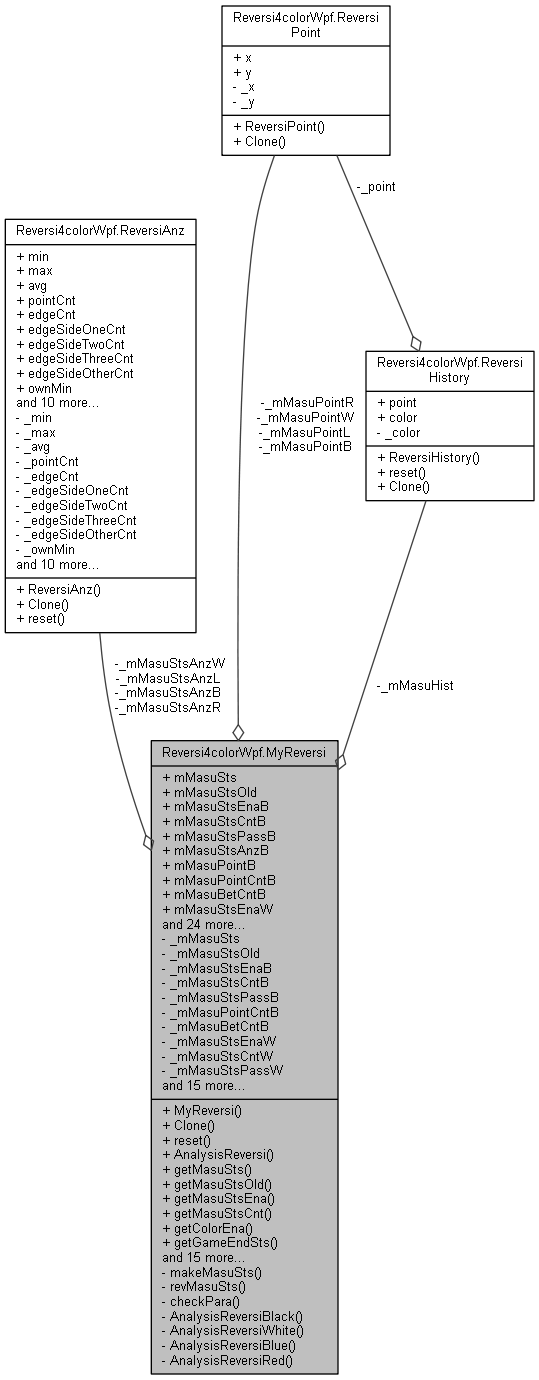 Reversi4colorWpf.Reversi
Point
+ x
+ y
- _x
- _y
+ ReversiPoint()
+ Clone()
-_point
Reversi4colorWpf.ReversiAnz
+ min
+ max
+ avg
+ pointCnt
+ edgeCnt
+ edgeSideOneCnt
+ edgeSideTwoCnt
+ edgeSideThreeCnt
+ edgeSideOtherCnt
+ ownMin
and 10 more...
- _min
- _max
- _avg
- _pointCnt
- _edgeCnt
- _edgeSideOneCnt
- _edgeSideTwoCnt
- _edgeSideThreeCnt
- _edgeSideOtherCnt
- _ownMin
and 10 more...
+ ReversiAnz()
+ Clone()
+ reset()
Reversi4colorWpf.Reversi
History
+ point
+ color
- _color
+ ReversiHistory()
+ reset()
+ Clone()
-_mMasuPointR
-_mMasuPointW
-_mMasuPointL
-_mMasuPointB
-_mMasuStsAnzW
-_mMasuStsAnzL
-_mMasuStsAnzB
-_mMasuStsAnzR
-_mMasuHist
Reversi4colorWpf.MyReversi
+ mMasuSts
+ mMasuStsOld
+ mMasuStsEnaB
+ mMasuStsCntB
+ mMasuStsPassB
+ mMasuStsAnzB
+ mMasuPointB
+ mMasuPointCntB
+ mMasuBetCntB
+ mMasuStsEnaW
and 24 more...
- _mMasuSts
- _mMasuStsOld
- _mMasuStsEnaB
- _mMasuStsCntB
- _mMasuStsPassB
- _mMasuPointCntB
- _mMasuBetCntB
- _mMasuStsEnaW
- _mMasuStsCntW
- _mMasuStsPassW
and 15 more...
+ MyReversi()
+ Clone()
+ reset()
+ AnalysisReversi()
+ getMasuSts()
+ getMasuStsOld()
+ getMasuStsEna()
+ getMasuStsCnt()
+ getColorEna()
+ getGameEndSts()
and 15 more...
- makeMasuSts()
- revMasuSts()
- checkPara()
- AnalysisReversiBlack()
- AnalysisReversiWhite()
- AnalysisReversiBlue()
- AnalysisReversiRed()